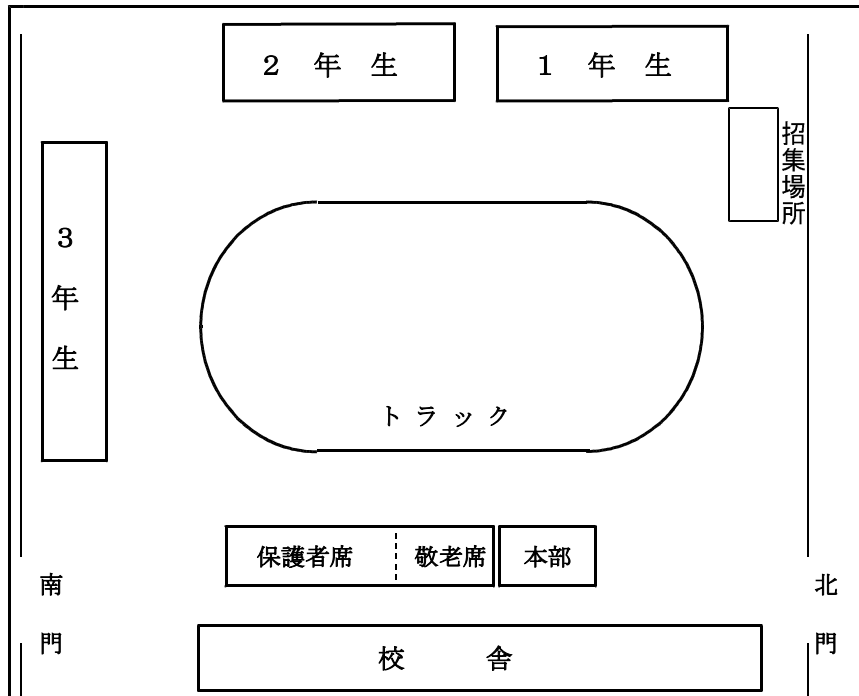 ２年生
１年生
招集場所
３年生
トラック
保護者席
敬老席
本部
南門
北門
校舎